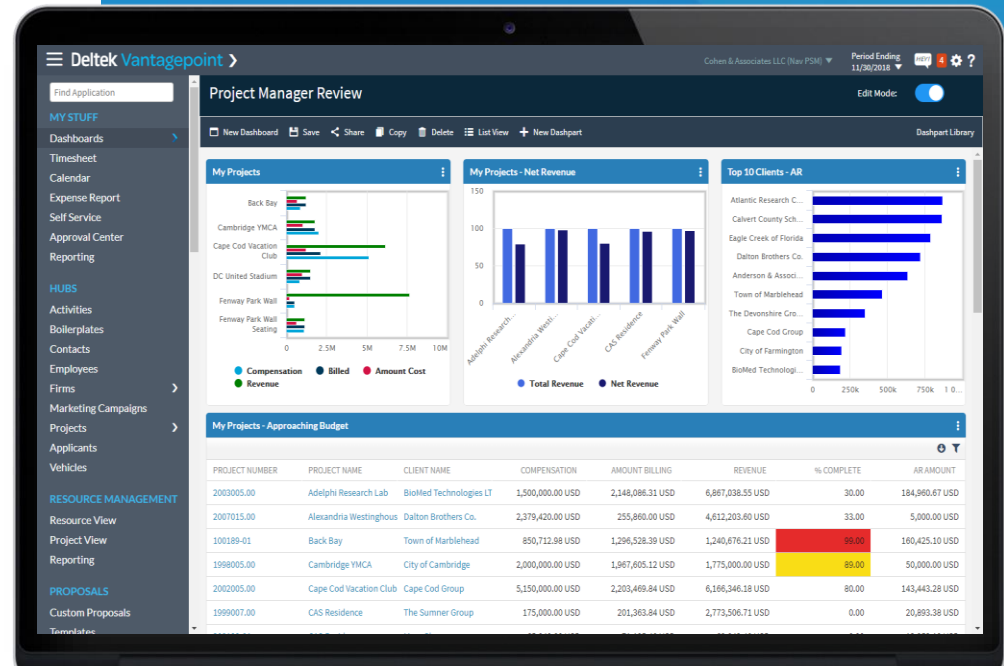 Deltek Vantagepoint
Cohen & Associates LLC (Nav PSM)
Period Ending
11/30/2018
HEY!
4
?
Find Application
Project Manager Review
Edit Mode:
MY STUFF
Dashboards
Timesheet
Calendar
Expense Report
Self Service
Approval Center
Reporting
HUBS
Activities
Boilerplates
Contacts
Employees
Firms
Marketing Campaigns
Projects
Applicants
Vehicles
RESOURCE MANAGEMENT
Resource View
Project View
Reporting
PROPOSALS
Custom Proposals
Templates
New Dashboard Save Share Copy Delete List View New Dashpart Dashpart Library
My Projects
Back Bay
Cambridge YMCA
Cape Cod Vacation
Club
DC United Stadium
Fenway Park Wall
Fenway Park Wall
Seating
0 2.5M 5M 7.5M 10M
Compensation Billed Amount Cost
Revenue
My Projects - Net Revenue
150
100
50
0
Adelphi Research... Alexandria Westi... Cape Cod Vacati... CAS Residence Fenway Park Wall
Total Revenue Net Revenue
Top 10 Clients - AR
Atlantic Research C...
Calvert County Sch...
Eagle Creek of Florida
Dalton Brothers Co.
Anderson & Associ...
Town of Marblehead
The Devonshire Gro...
Cape Cod Group
City of Farmington
BioMed Technologi...
0 250k 500k 750k 1 0...
My Projects - Approaching Budget
PROJECT NUMBER PROJECT NAME CLIENT NAME COMPENSATION AMOUNT BILLING REVENUE % COMPLETE AR AMOUNT
2003005.00 Adelphi Research Lab BioMed Technologies LT 1,500,000.00 USD 2,148,086.31 USD 6,867,038.55 USD 30.00 184,960.67 USD
2007015.00 Alexandria Westinghous Dalton Brothers Co. 2,379,420.00 USD 255,860.00 USD 4,612,203.60 USD 33.00 5,000.00 USD
100189-01 Back Bay Town of Marblehead 850,712.98 USD 1,296,528.39 USD 1,240,676.21 USD 99.00 160,425.10 USD
1998005.00 Cambridge YMCA City of Cambridge 2,000,000.00 USD 1,967,605.12 USD 1,775,000.00 USD 89.00 50,000.00 USD
2002005.00 Cape Cod Vacation Club Cape Cod Group 5,150,000.00 USD 2,203,469.84 USD 6,166,346.18 USD 80.00 143,443.28 USD
1999007.00 CAS Residence The Sumner Group 175,000.00 USD 201,363.84 USD 2,773,506.71 USD 0.00 20,893.38 USD